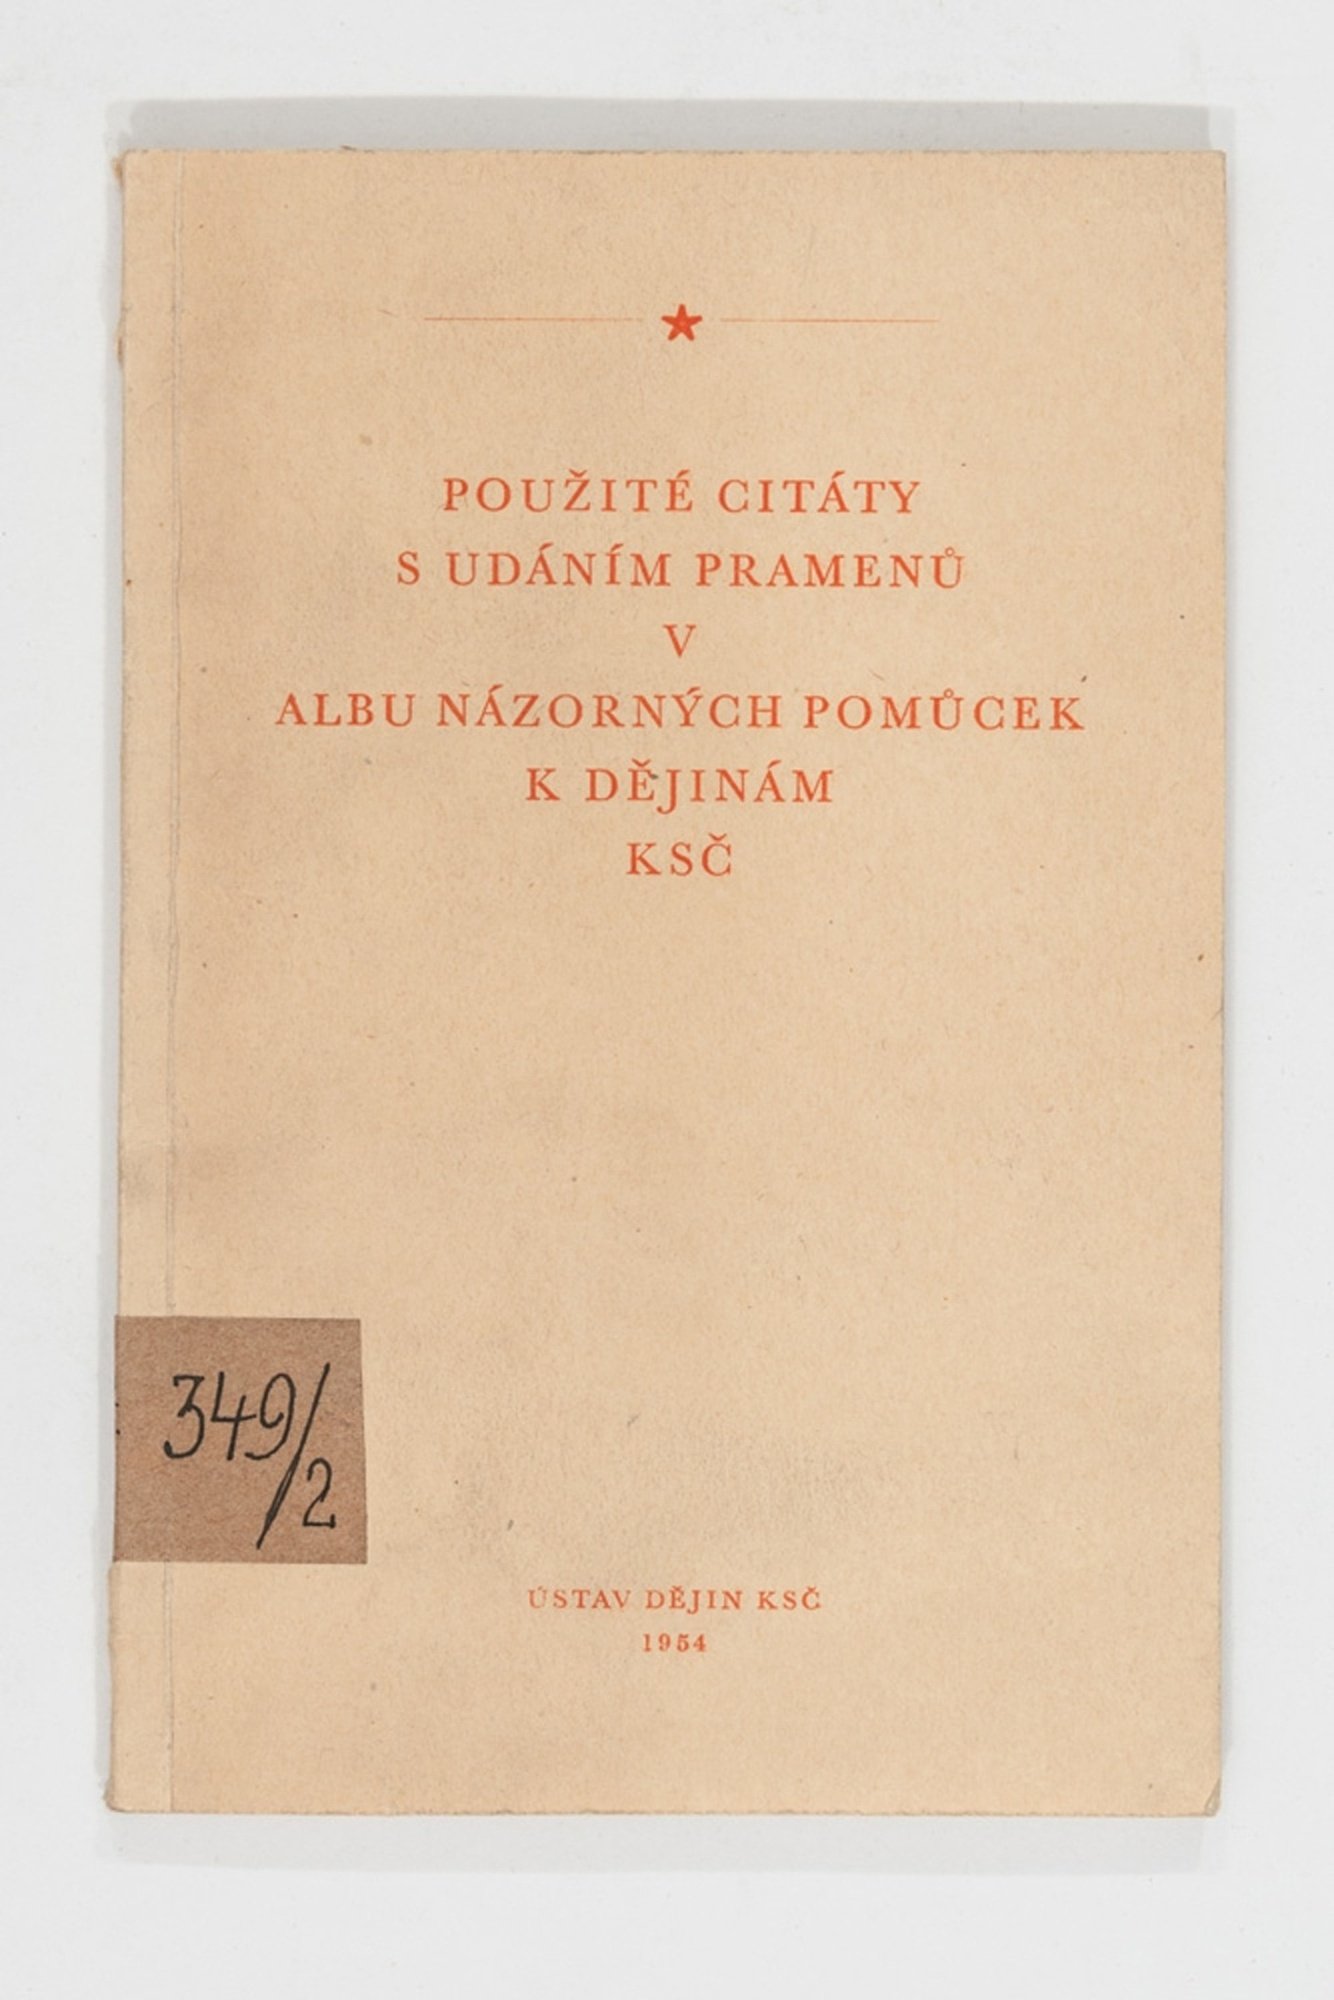 POUŽITÉ CITÁTY
S UDÁNÍM PRAMENŮ
V
ALBU NÁZORNÝCH POMŮCEK
K DĚJINÁM
KSČ
349/2
ÚSTAV DĚJIN KSČ
1954